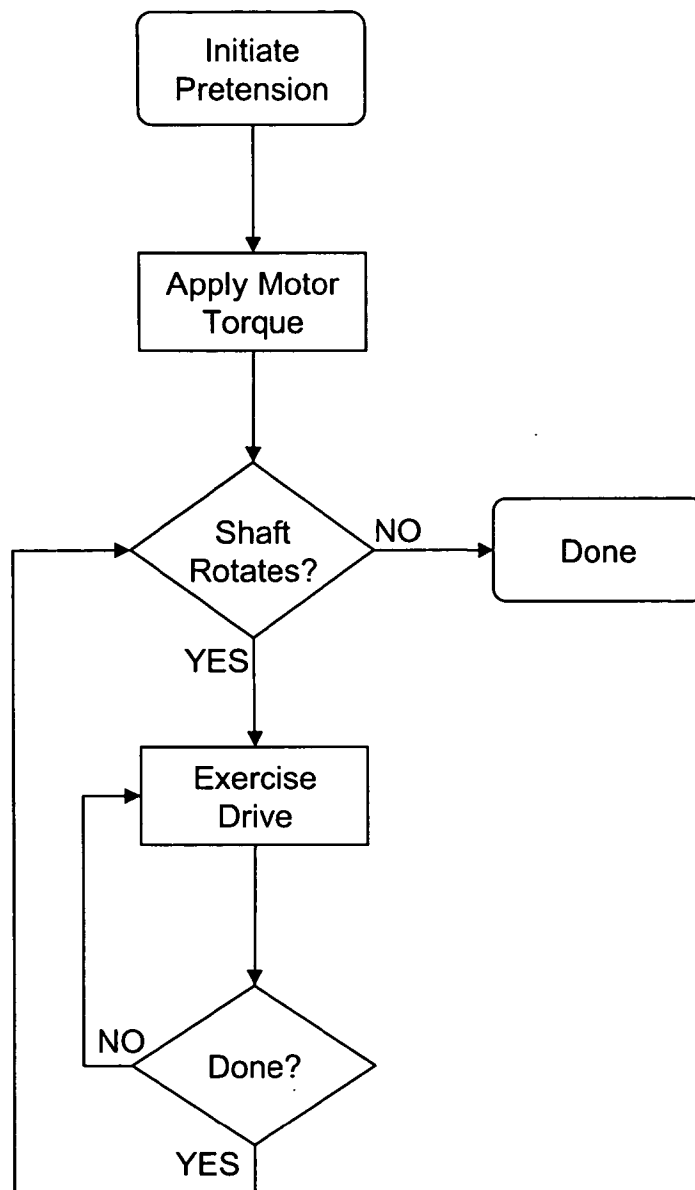 Initiate
Pretension
Apply Motor
Torque
Shaft
Rotates?
NO
Done
YES
Exercise
Drive
NO
Done?
YES